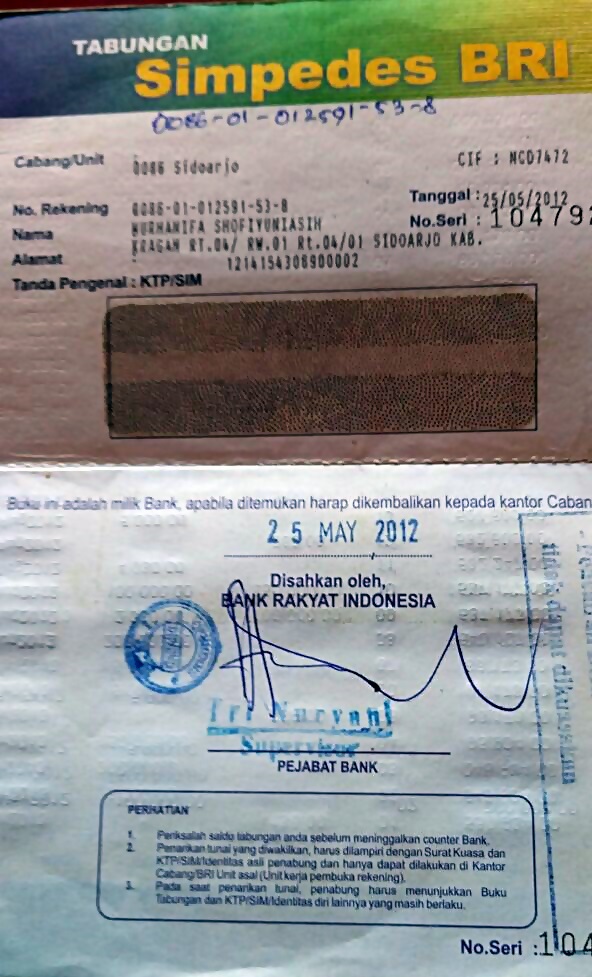 TABUNGAN
Simpedes BRI
0086-01-012591-53-8
Cabang/Unit 0086 Sidoarjo CIF : NCD7472
No. Rekening 0086-01-012591-53-8 Tanggal : 25/05/2012
Nama NURHANIFA SHOFIYUNIASIH No.Seri : 104792
Alamat : KRAGAN RT.04/ RW.01 Rt.04/01 SIDOARJO KAB.
Tanda Pengenal : KTP/SIM 1214154308900002
Buku ini adalah milik Bank, apabila ditemukan harap dikembalikan kepada kantor Caban
25 MAY 2012
Disahkan oleh,
BANK RAKYAT INDONESIA
Tri Nuryani
Supervisor
PEJABAT BANK
PERHATIAN
1. Periksalah saldo tabungan anda sebelum meninggalkan counter Bank.
2. Penarikan tunai yang diwakilkan, harus dilampiri dengan Surat Kuasa dan
KTP/SIM/Identitas asli penabung dan hanya dapat dilakukan di Kantor
Cabang/BRI Unit asal (Unit kerja pembuka rekening).
3. Pada saat penarikan tunai, penabung harus menunjukkan Buku
Tabungan dan KTP/SIM/Identitas diri lainnya yang masih berlaku.
No.Seri : 104